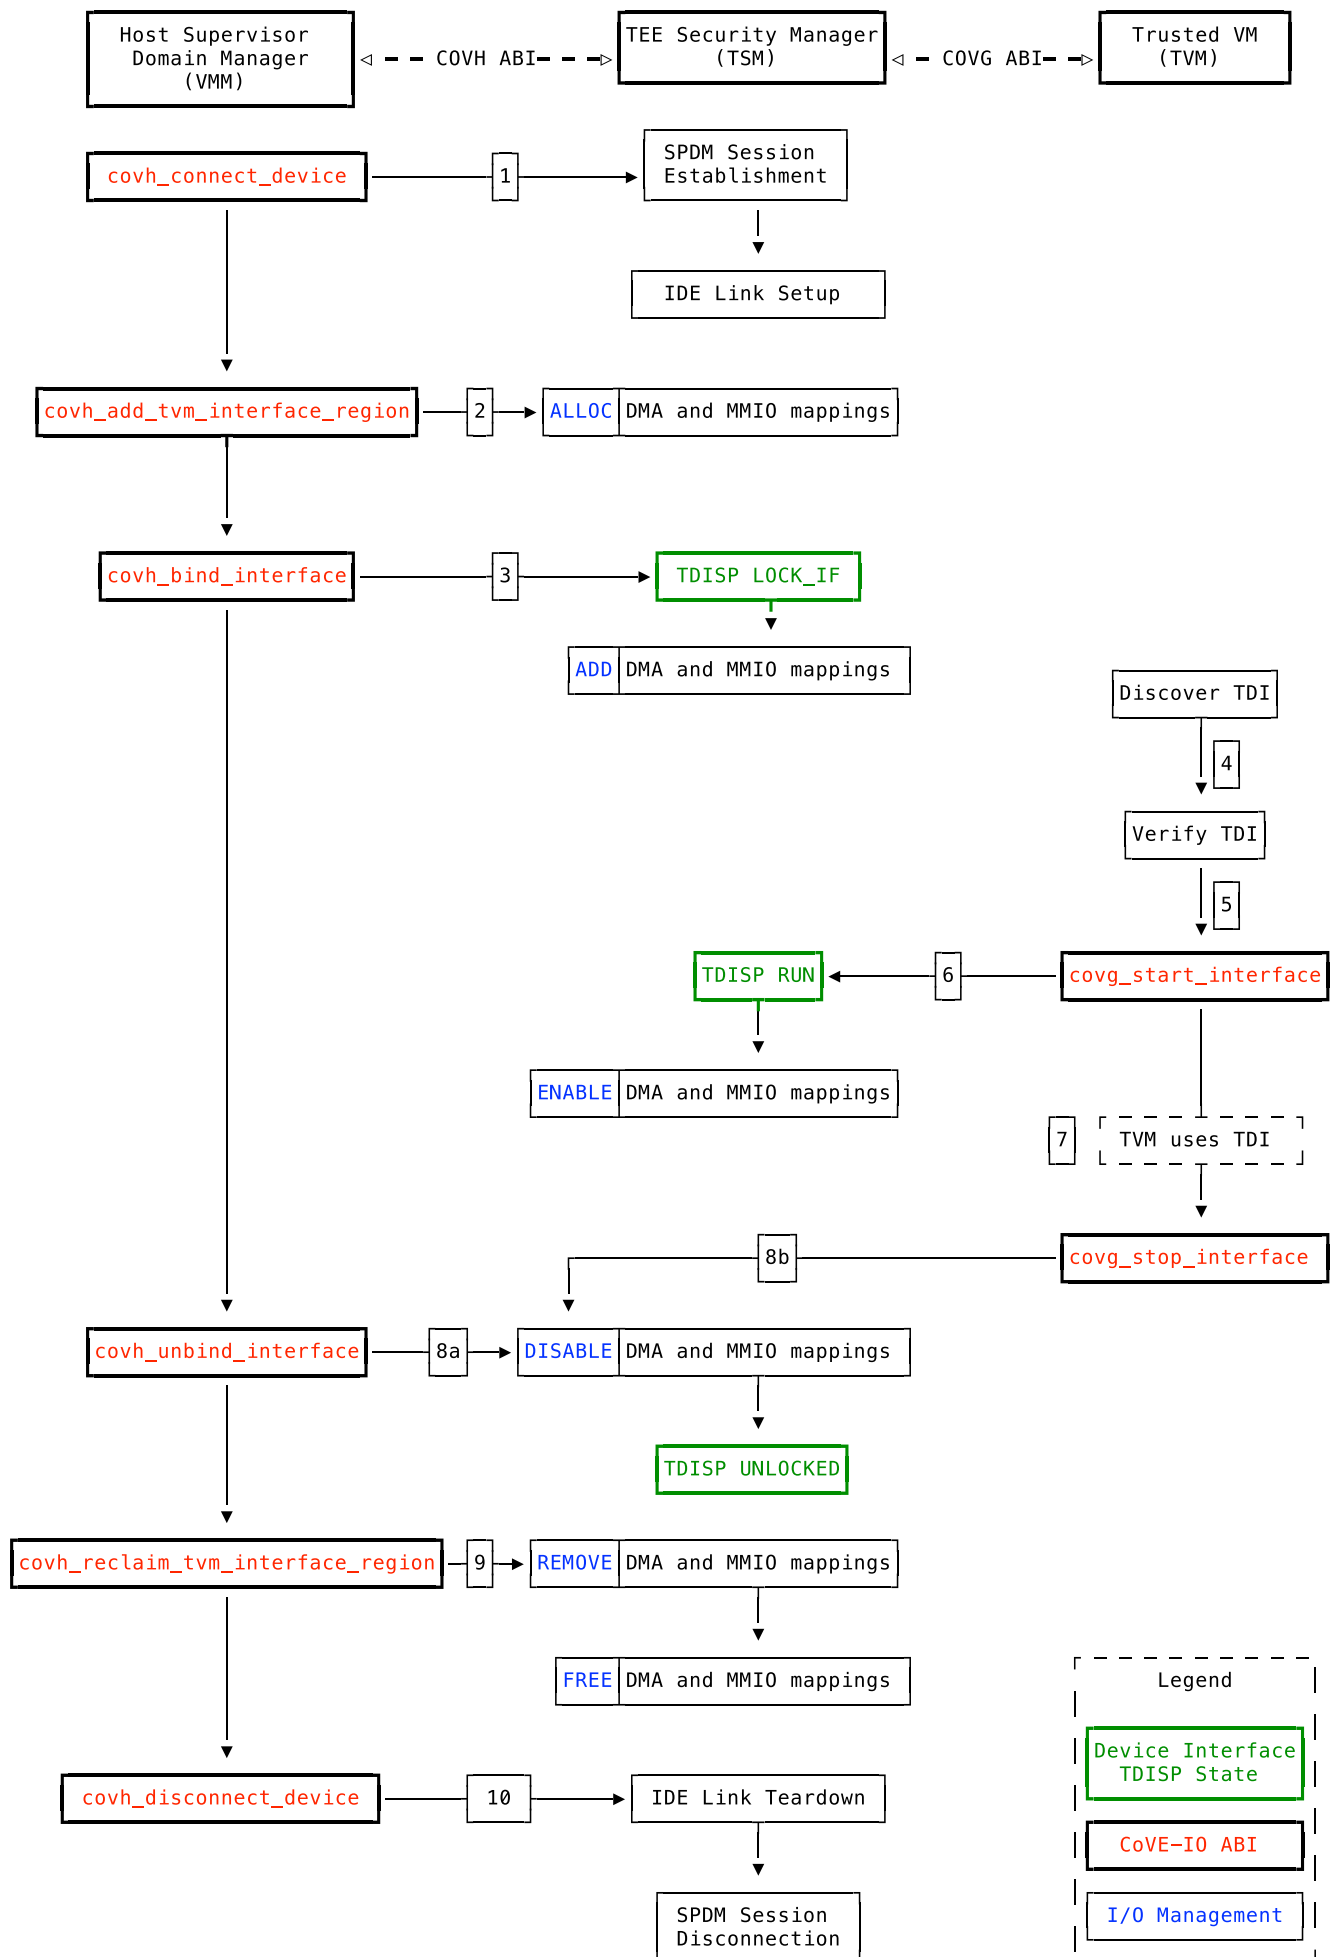 Host Supervisor
Domain Manager
(VMM)
COVH ABI
TEE Security Manager
(TSM)
COVG ABI
Trusted VM
(TVM)
covh_connect_device
1
SPDM Session
Establishment
IDE Link Setup
covh_add_tvm_interface_region
2
ALLOC DMA and MMIO mappings
covh_bind_interface
3
TDISP LOCK_IF
ADD DMA and MMIO mappings
Discover TDI
4
Verify TDI
5
TDISP RUN
6
covg_start_interface
ENABLE DMA and MMIO mappings
7
TVM uses TDI
8b
covg_stop_interface
covh_unbind_interface
8a
DISABLE DMA and MMIO mappings
TDISP UNLOCKED
covh_reclaim_tvm_interface_region
9
REMOVE DMA and MMIO mappings
FREE DMA and MMIO mappings
covh_disconnect_device
10
IDE Link Teardown
SPDM Session
Disconnection
Legend
Device Interface
TDISP State
CoVE-IO ABI
I/O Management